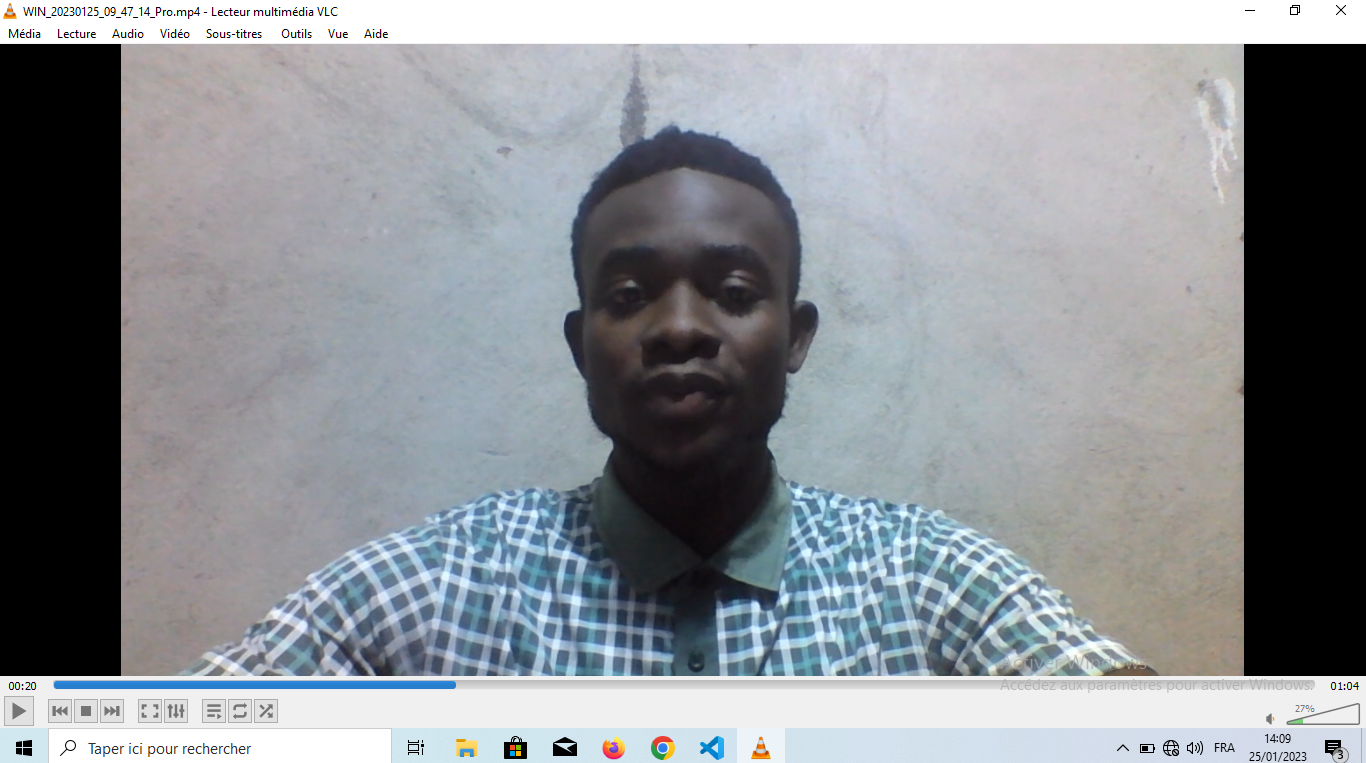 WIN_20230125_09_47_14_Pro.mp4 - Lecteur multimédia VLC
Média Lecture Audio Vidéo Sous-titres Outils Vue Aide
Activer Windows
00:20 Accédez aux paramètres pour activer Windows. 01:04
27%
Taper ici pour rechercher
FRA
14:09
25/01/2023
3